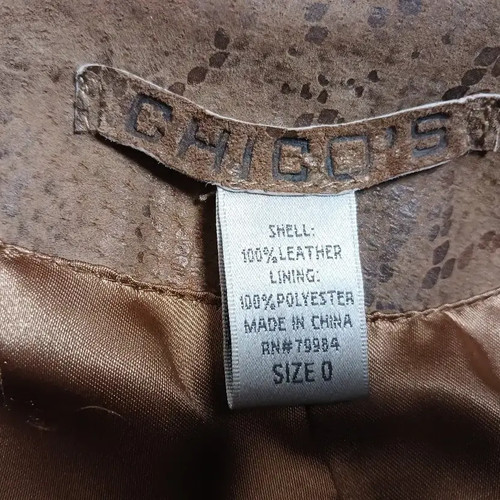 CHICO'S
SHELL:
100% LEATHER
LINING:
100% POLYESTER
MADE IN CHINA
RN# 79984
SIZE 0